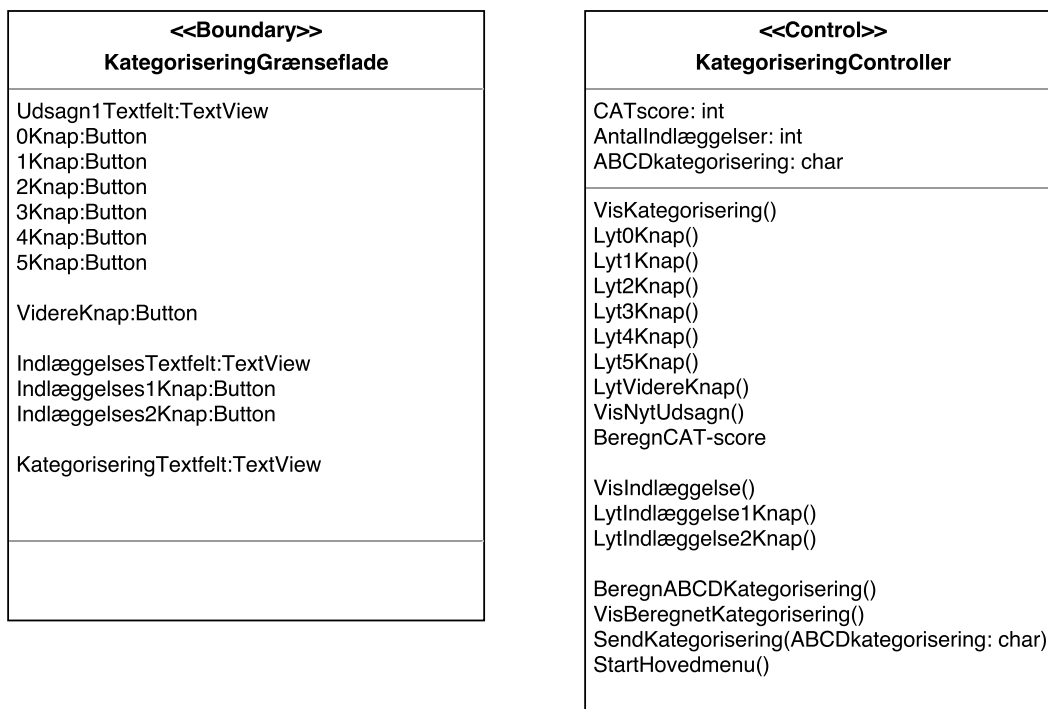 <<Boundary>>
KategoriseringGrænseflade
Udsagn1Textfelt:TextView
0Knap:Button
1Knap:Button
2Knap:Button
3Knap:Button
4Knap:Button
5Knap:Button
VidereKnap:Button
IndlæggelsesTextfelt:TextView
Indlæggelses1Knap:Button
Indlæggelses2Knap:Button
KategoriseringTextfelt:TextView
<<Control>>
KategoriseringController
CATscore: int
AntalIndlæggelser: int
ABCDkategorisering: char
VisKategorisering()
Lyt0Knap()
Lyt1Knap()
Lyt2Knap()
Lyt3Knap()
Lyt4Knap()
Lyt5Knap()
LytVidereKnap()
VisNytUdsagn()
BeregnCAT-score
VisIndlæggelse()
LytIndlæggelse1Knap()
LytIndlæggelse2Knap()
BeregnABCDKategorisering()
VisBeregnetKategorisering()
SendKategorisering(ABCDkategorisering: char)
StartHovedmenu()